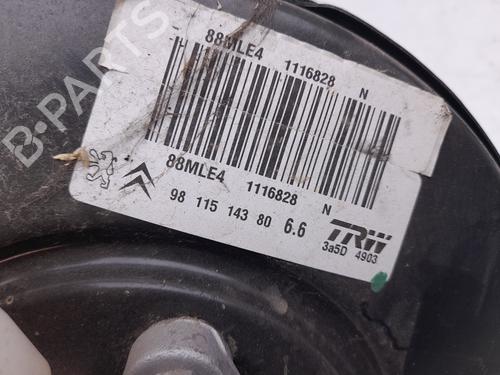 88MLE4 1116828 N
88MLE4 1116828 N
98 115 143 80 6.6
TRW
3a5D 4903
B-PARTS